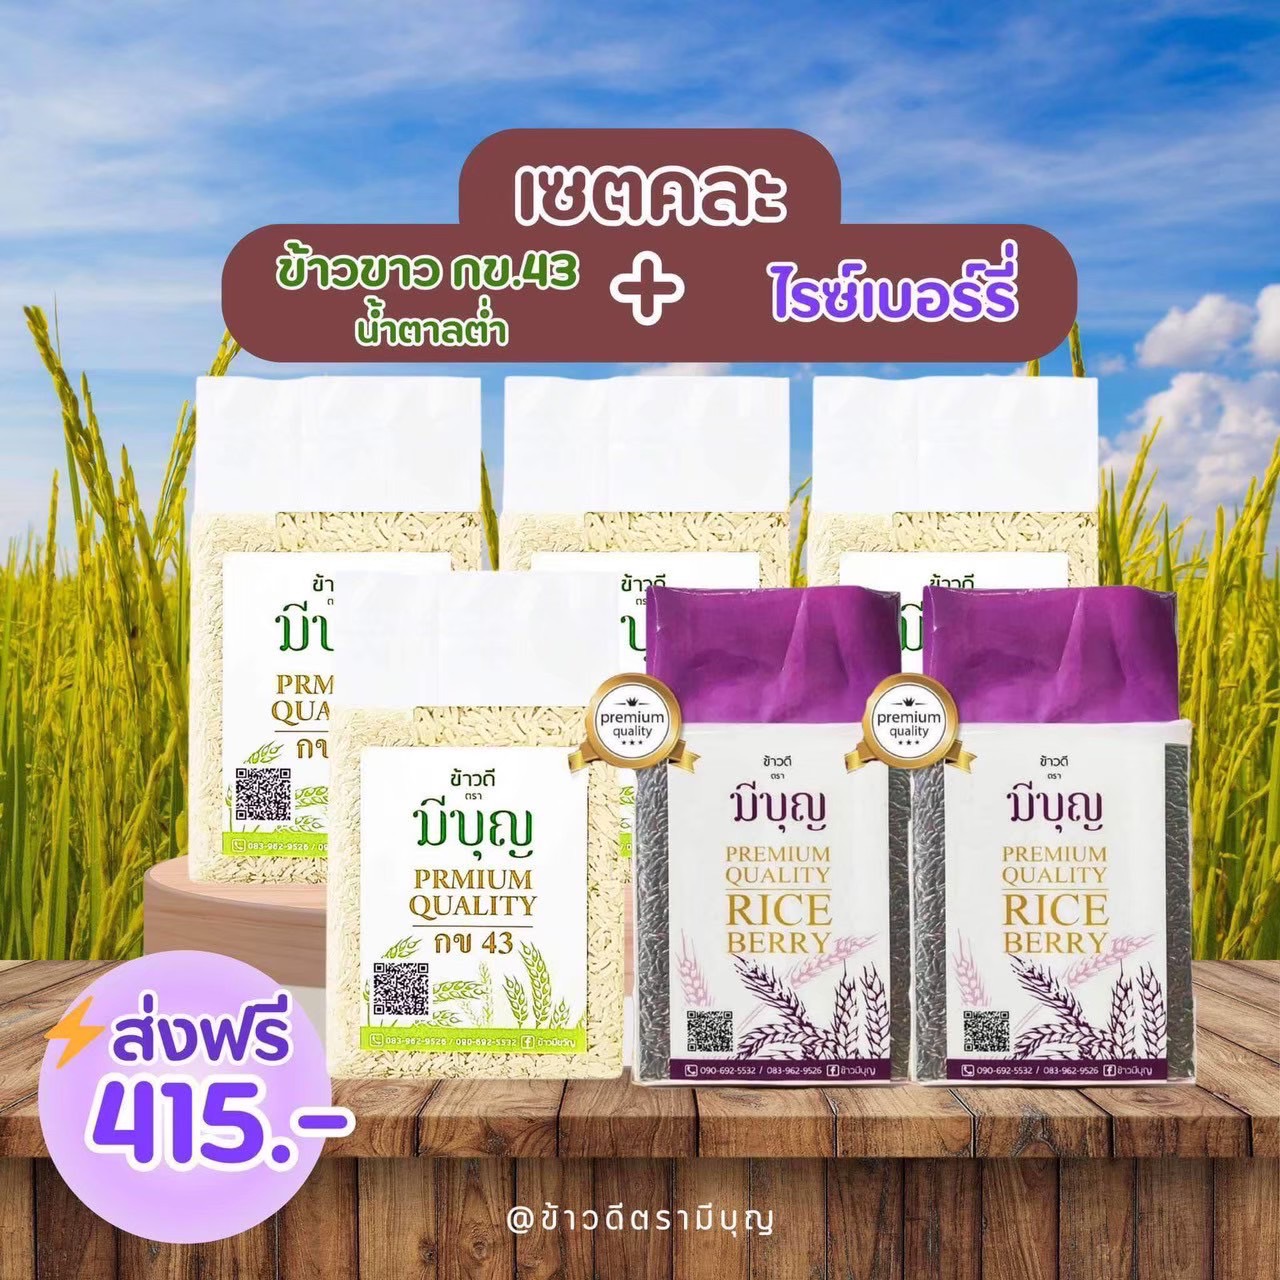 เซตคละ
ข้าวขาว กข.43 + ไรซ์เบอร์รี่
น้ำตาลต่ำ
ข้าวดี
ตรา
มีบุญ
PRMIUM
QUALITY
กข 43
083-962-9526 / 090-692-5532 ข้าวมีขวัญ
premium
quality
ข้าวดี
ตรา
มีบุญ
PREMIUM
QUALITY
RICE
BERRY
090-692-5532 / 083-962-9526 ข้าวมีบุญ
premium
quality
ข้าวดี
ตรา
มีบุญ
PREMIUM
QUALITY
RICE
BERRY
090-692-5532 / 083-962-9526 ข้าวมีบุญ
ส่งฟรี
415.-
@ข้าวดีตรามีบุญ